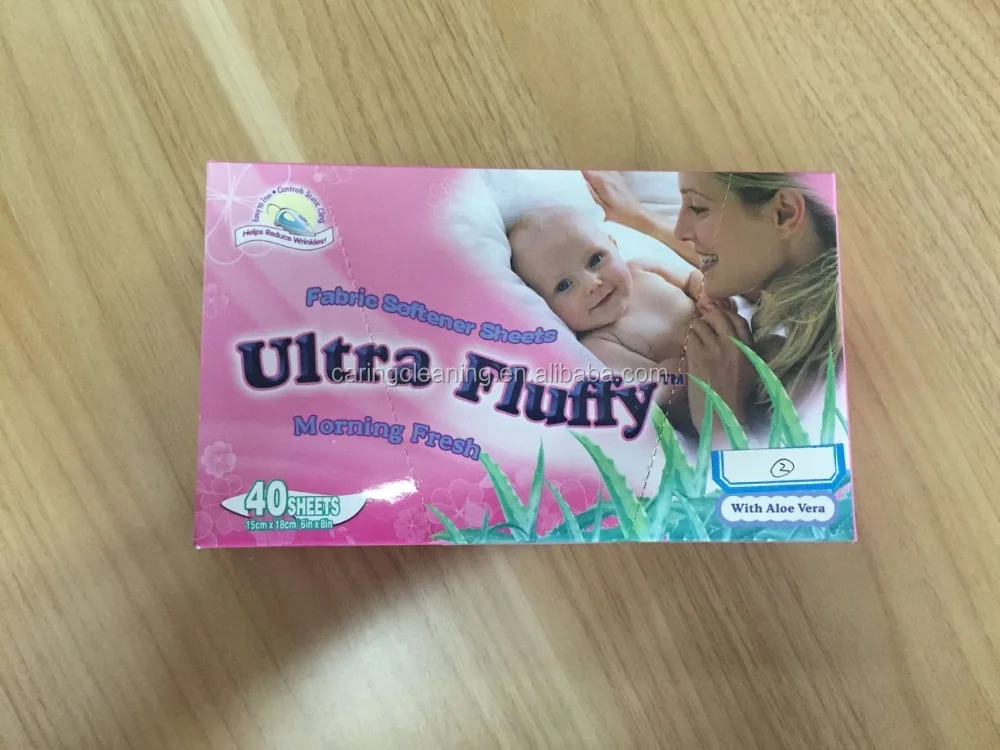 Easy to Iron • Controls Static Cling
Helps Reduce Wrinkles!
Fabric Softener Sheets
Ultra Fluffy™
caringcleaning.en.alibaba.com
Morning Fresh
40 SHEETS
15cm x 18cm 6in x 8in
2
With Aloe Vera